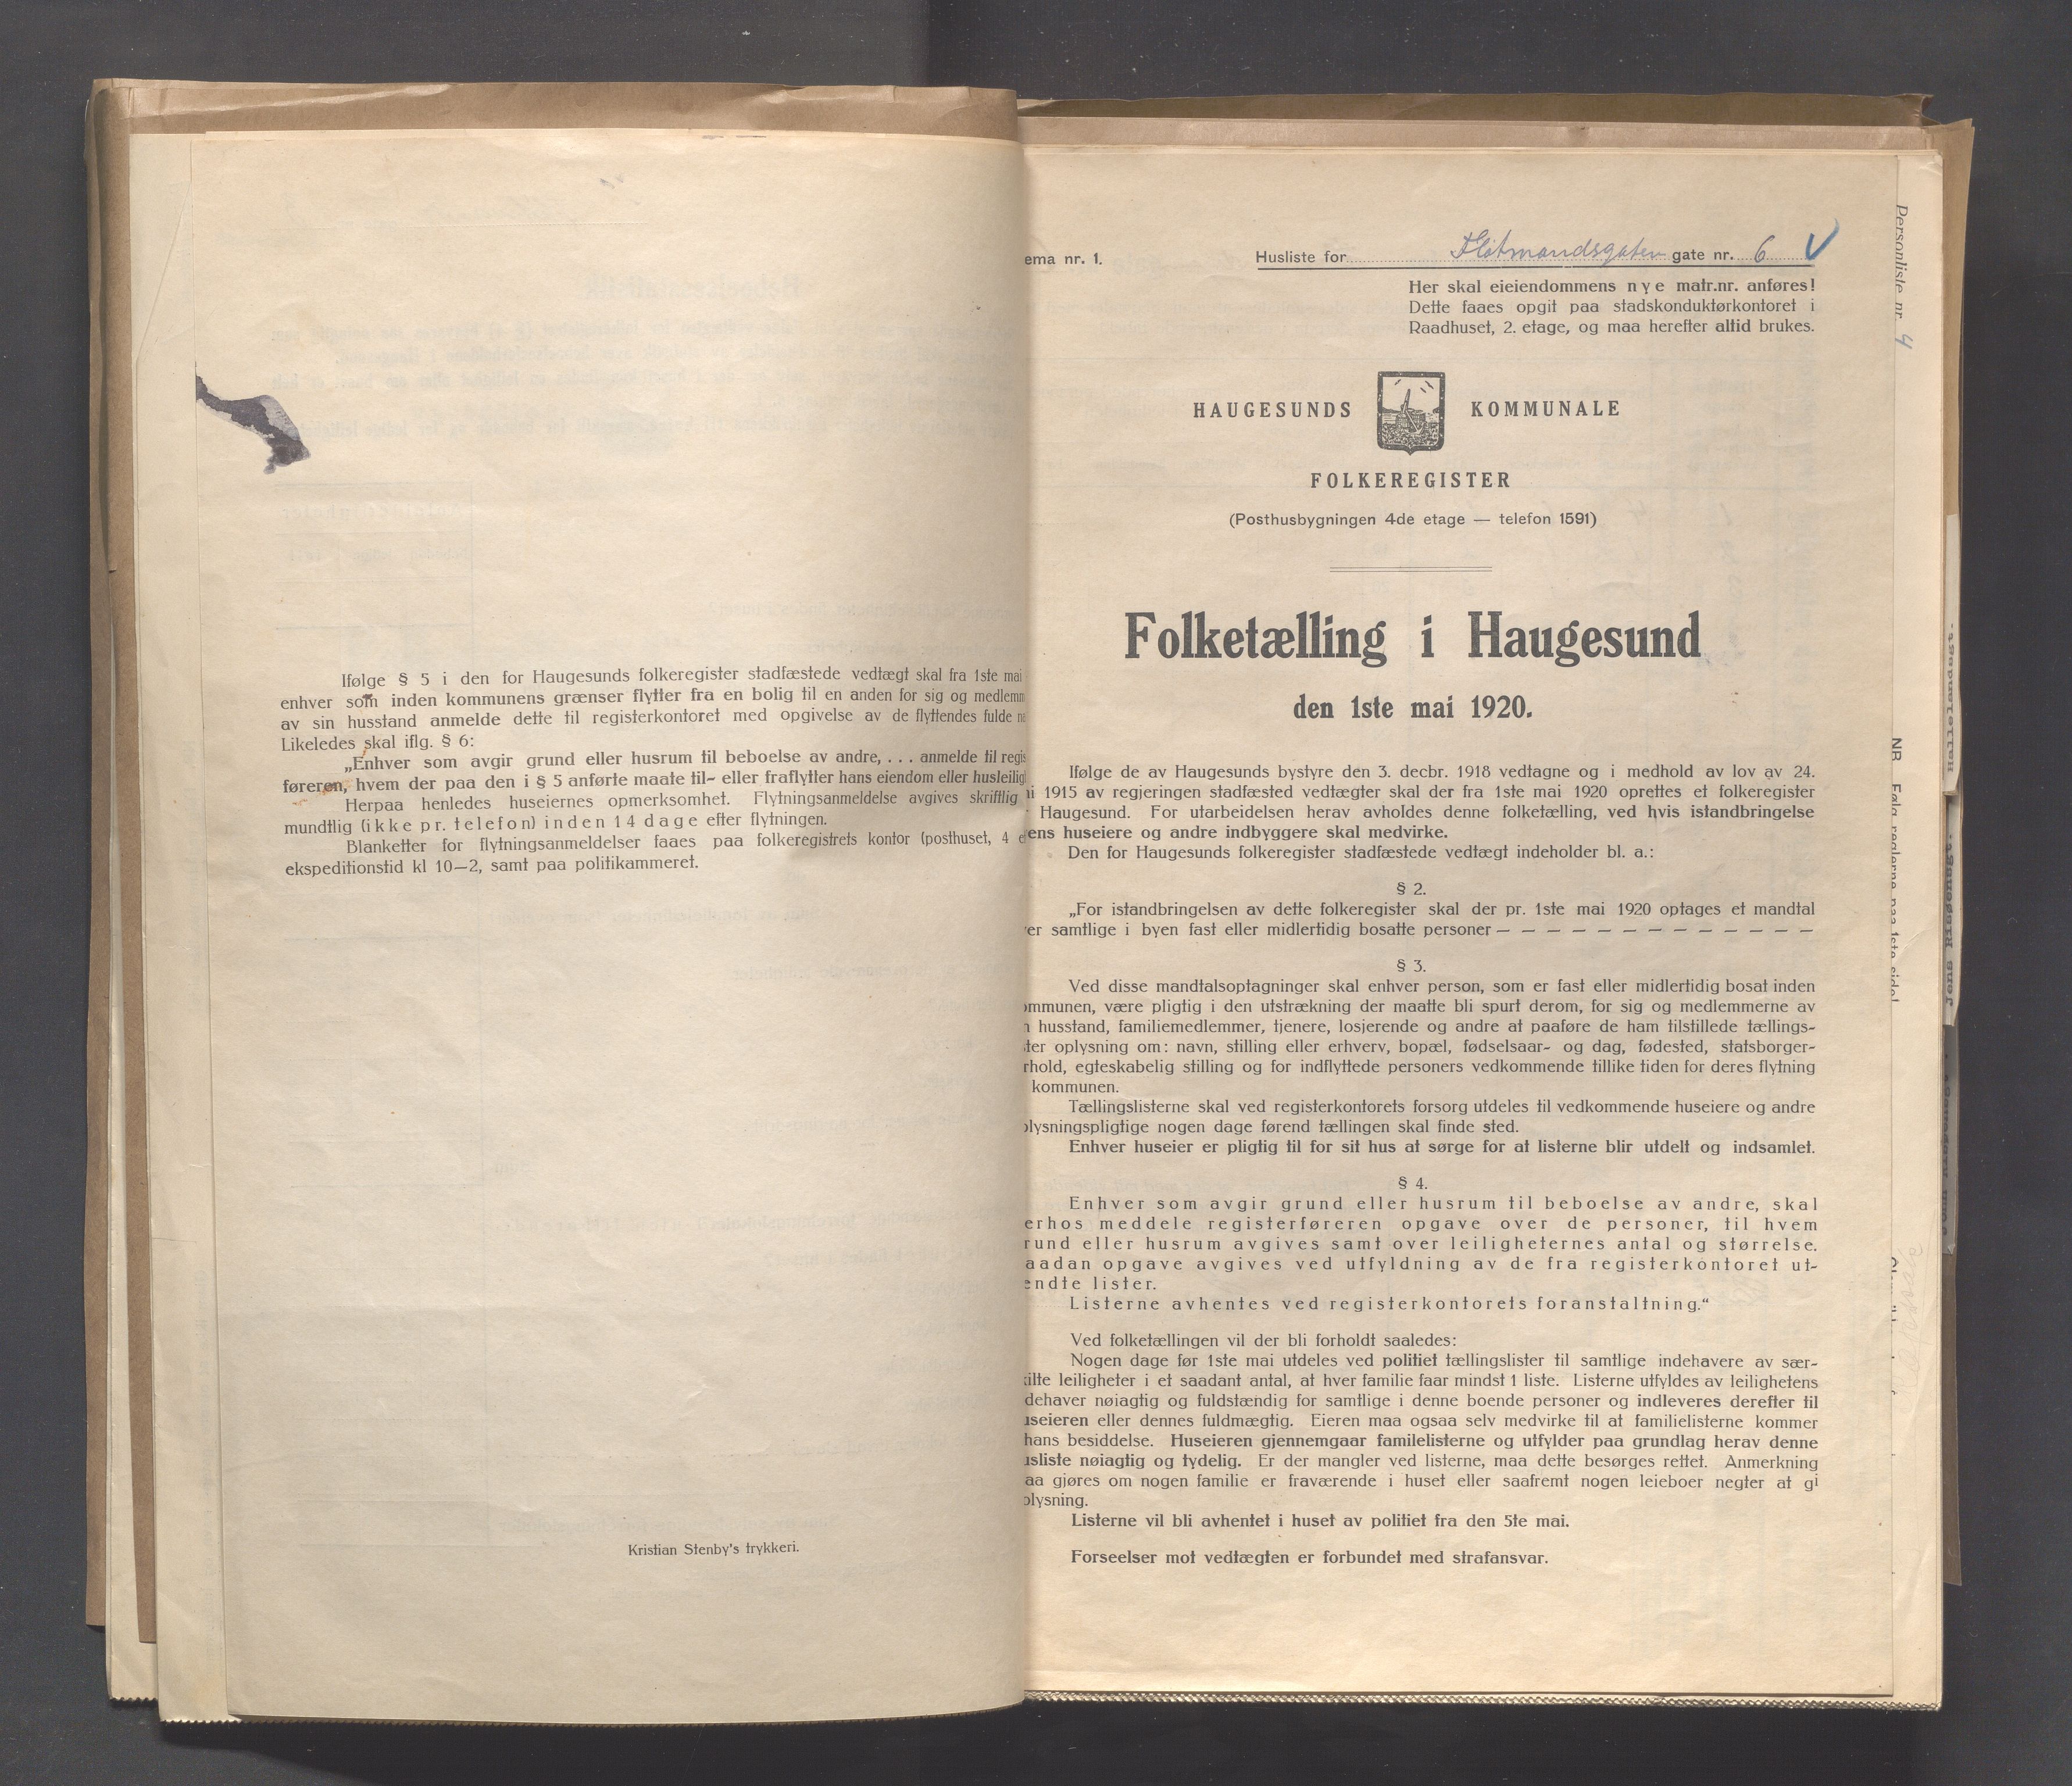 Ifølge § 5 i den for Haugesunds folkeregister stadfæstede vedtægt skal fra 1ste mai
enhver som inden kommunens grænser flytter fra en bolig til en anden for sig og medlemm
av sin husstand anmelde dette til registerkontoret med opgivelse av de flyttendes fulde na
Likeledes skal iflg. § 6:
„Enhver som avgir grund eller husrum til beboelse av andre, . . . anmelde til regis
føreren, hvem der paa den i § 5 anførte maate til- eller fraflytter hans eiendom eller husleiligh
Herpaa henledes huseiernes opmerksomhet. Flytningsanmeldelse avgives skriftlig
mundtlig (ikke pr. telefon) inden 14 dage efter flytningen.
Blanketter for flytningsanmeldelser faaes paa folkeregistrets kontor (posthuset, 4 e
ekspeditionstid kl 10—2, samt paa politikammeret.
Kristian Stenby's trykkeri.
ema nr. 1.
Husliste for Flotmandsgaten gate nr. 6
Her skal eieiendommens nye matr.nr. anføres!
Dette faaes opgit paa stadskonduktørkontoret i
Raadhuset, 2. etage, og maa herefter altid brukes.
HAUGESUNDS KOMMUNALE
FOLKEREGISTER
(Posthusbygningen 4de etage — telefon 1591)
Folketælling i Haugesund
den 1ste mai 1920.
Ifølge de av Haugesunds bystyre den 3. decbr. 1918 vedtagne og i medhold av lov av 24.
ai 1915 av regjeringen stadfæsted vedtægter skal der fra 1ste mai 1920 oprettes et folkeregister
Haugesund. For utarbeidelsen herav avholdes denne folketælling, ved hvis istandbringelse
ens huseiere og andre indbyggere skal medvirke.
Den for Haugesunds folkeregister stadfæstede vedtægt indeholder bl. a.:
§ 2.
„For istandbringelsen av dette folkeregister skal der pr. 1ste mai 1920 optages et mandtal
er samtlige i byen fast eller midlertidig bosatte personer — — — — — — — — — — — — —
§ 3.
Ved disse mandtalsoptagninger skal enhver person, som er fast eller midlertidig bosat inden
ommunen, være pligtig i den utstrækning der maatte bli spurt derom, for sig og medlemmerne av
n husstand, familiemedlemmer, tjenere, losjerende og andre at paaføre de ham tilstillede tællings-
ter oplysning om: navn, stilling eller erhverv, bopæl, fødselsaar- og dag, fødested, statsborger-
rhold, egteskabelig stilling og for indflyttede personers vedkommende tillike tiden for deres flytning
kommunen.
Tællingslisterne skal ved registerkontorets forsorg utdeles til vedkommende huseiere og andre
olysningspligtige nogen dage førend tællingen skal finde sted.
Enhver huseier er pligtig til for sit hus at sørge for at listerne blir utdelt og indsamlet.
§ 4.
Enhver som avgir grund eller husrum til beboelse av andre, skal
erhos meddele registerføreren opgave over de personer, til hvem
rund eller husrum avgives samt over leiligheternes antal og størrelse.
aadan opgave avgives ved utfyldning av de fra registerkontoret ut-
endte lister.
Listerne avhentes ved registerkontorets foranstaltning.“
Ved folketællingen vil der bli forholdt saaledes:
Nogen dage før 1ste mai utdeles ved politiet tællingslister til samtlige indehavere av sær-
ilte leiligheter i et saadant antal, at hver familie faar mindst 1 liste. Listerne utfyldes av leilighetens
dehaver nøiagtig og fuldstændig for samtlige i denne boende personer og indleveres derefter til
useieren eller dennes fuldmægtig. Eieren maa ogsaa selv medvirke til at familielisterne kommer
hans besiddelse. Huseieren gjennemgaar familelisterne og utfylder paa grundlag herav denne
usliste nøiagtig og tydelig. Er der mangler ved listerne, maa dette besørges rettet. Anmerkning
aa gjøres om nogen familie er fraværende i huset eller saafremt nogen leieboer negter at gi
olysning.
Listerne vil bli avhentet i huset av politiet fra den 5te mai.
Forseelser mot vedtægten er forbundet med strafansvar.
Personliste nr. 4
NB Følg reglerne paa 1ste side!
Hallelandsgt.
Jens Risøensgt.